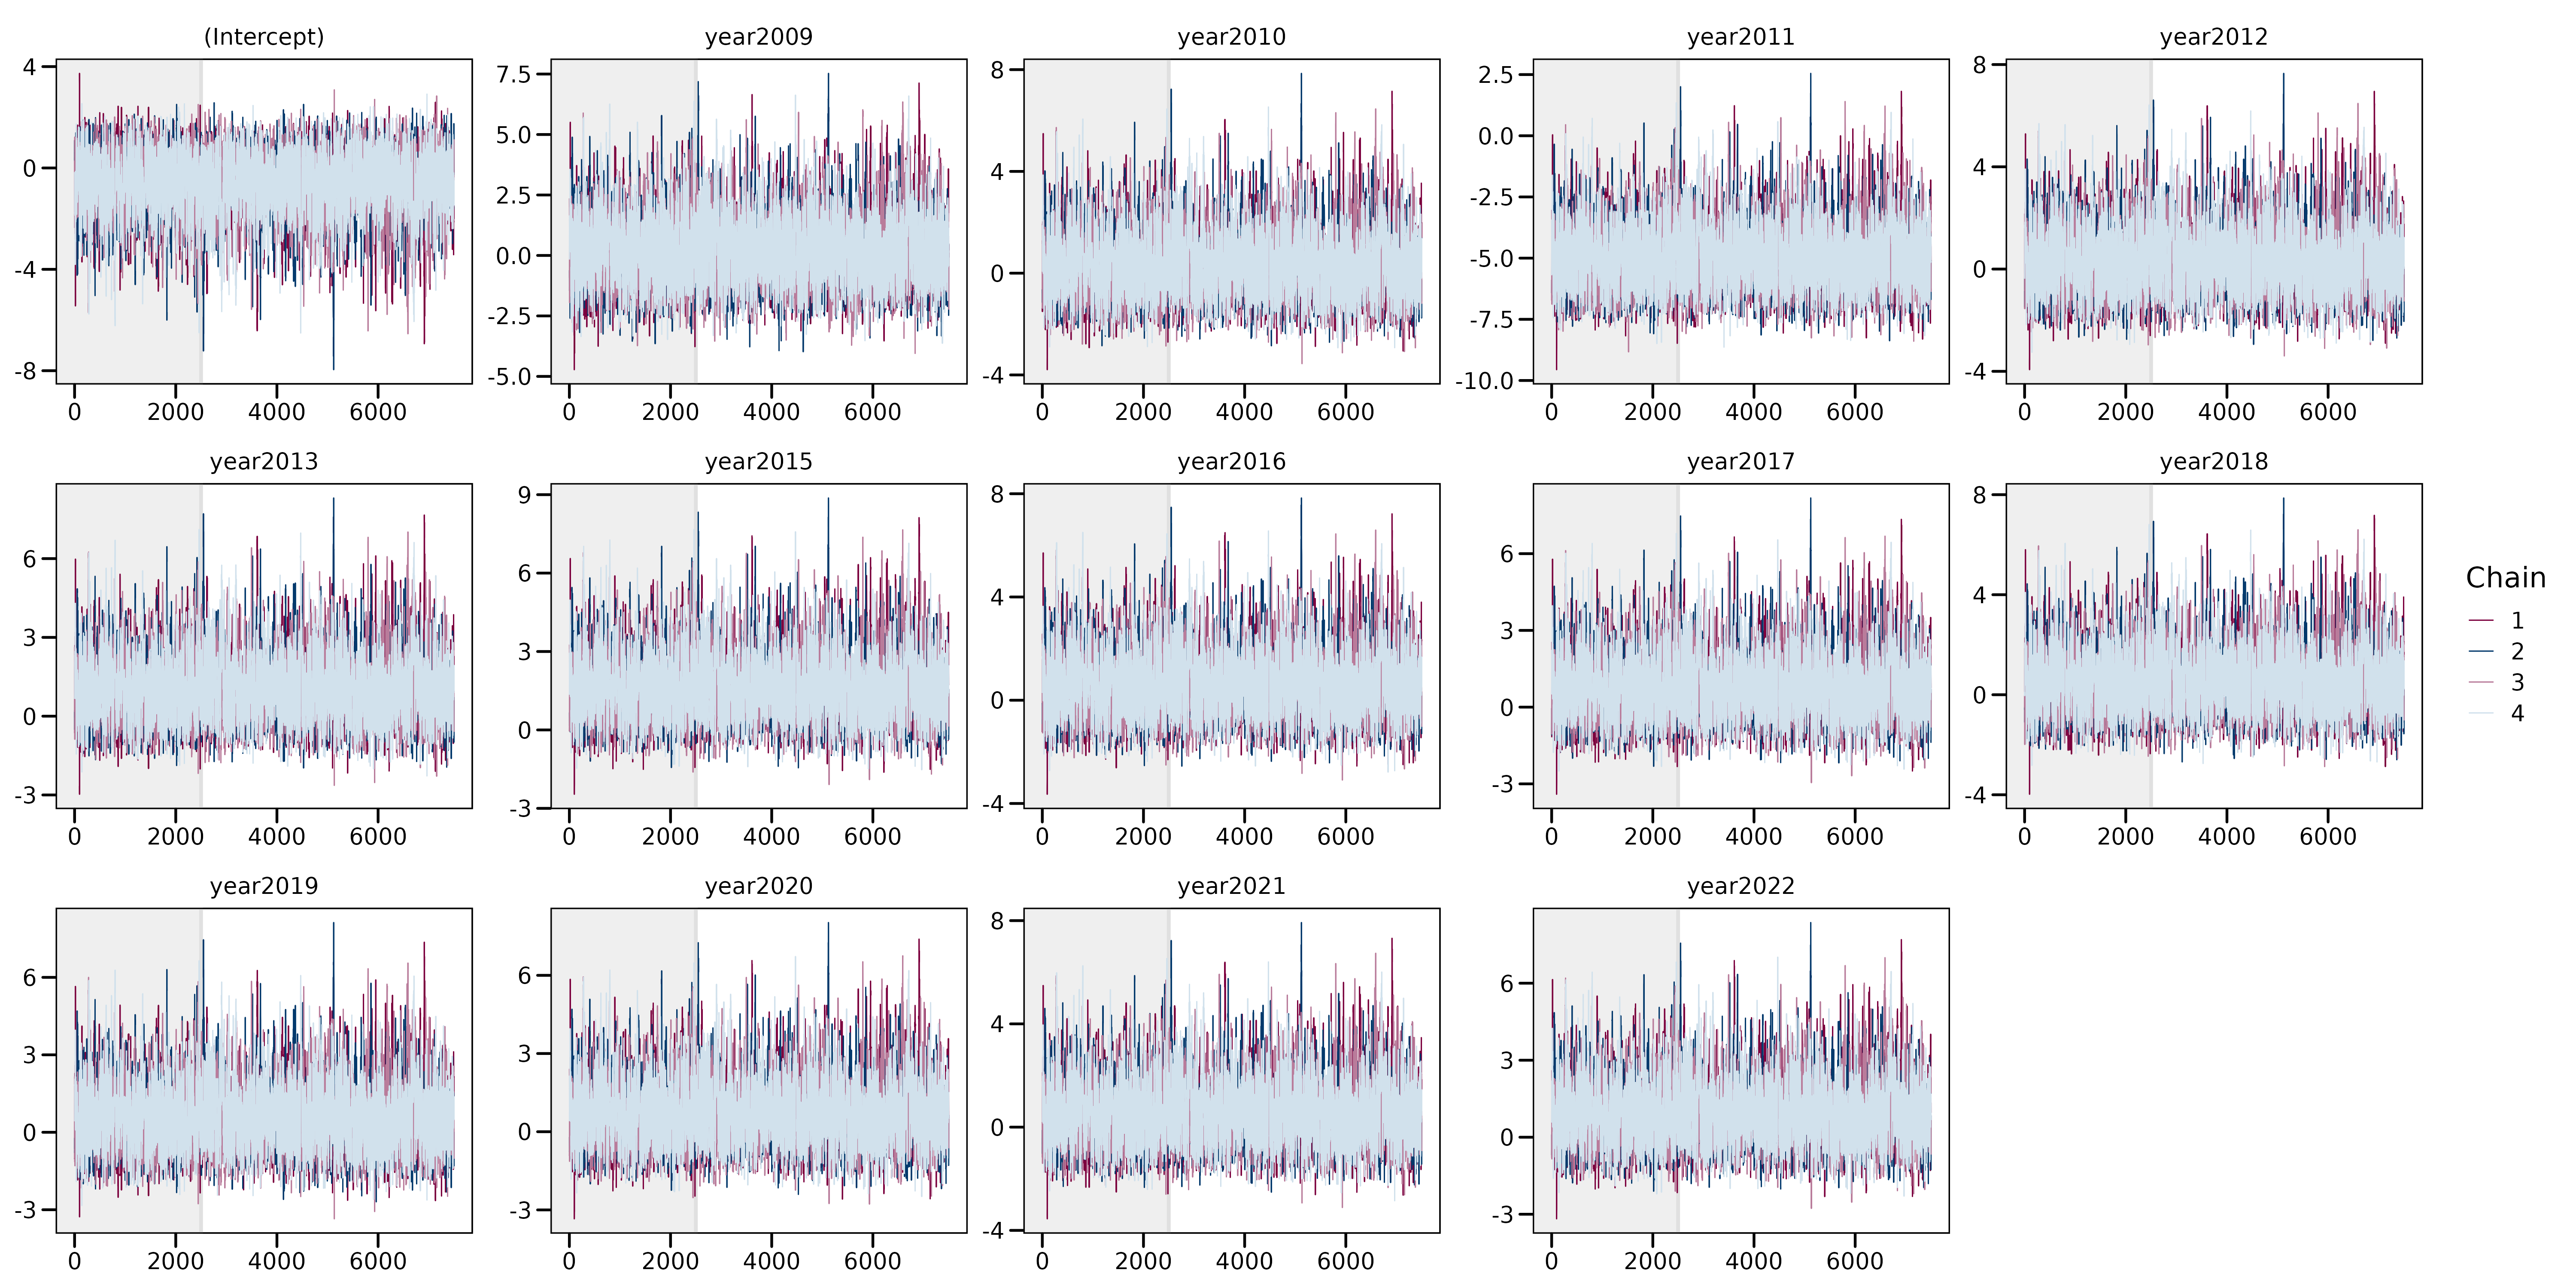 (Intercept) year2009 year2010 year2011 year2012
4 0 -4 -8
7.5 5.0 2.5 0.0 -2.5 -5.0
8 4 0 -4
2.5 0.0 -2.5 -5.0 -7.5 -10.0
8 4 0 -4
0 2000 4000 6000 0 2000 4000 6000 0 2000 4000 6000 0 2000 4000 6000 0 2000 4000 6000
year2013 year2015 year2016 year2017 year2018
6 3 0 -3
9 6 3 0 -3
8 4 0 -4
6 3 0 -3
8 4 0 -4
0 2000 4000 6000 0 2000 4000 6000 0 2000 4000 6000 0 2000 4000 6000 0 2000 4000 6000
year2019 year2020 year2021 year2022
6 3 0 -3
6 3 0 -3
8 4 0 -4
6 3 0 -3
0 2000 4000 6000 0 2000 4000 6000 0 2000 4000 6000 0 2000 4000 6000
Chain
1
2
3
4